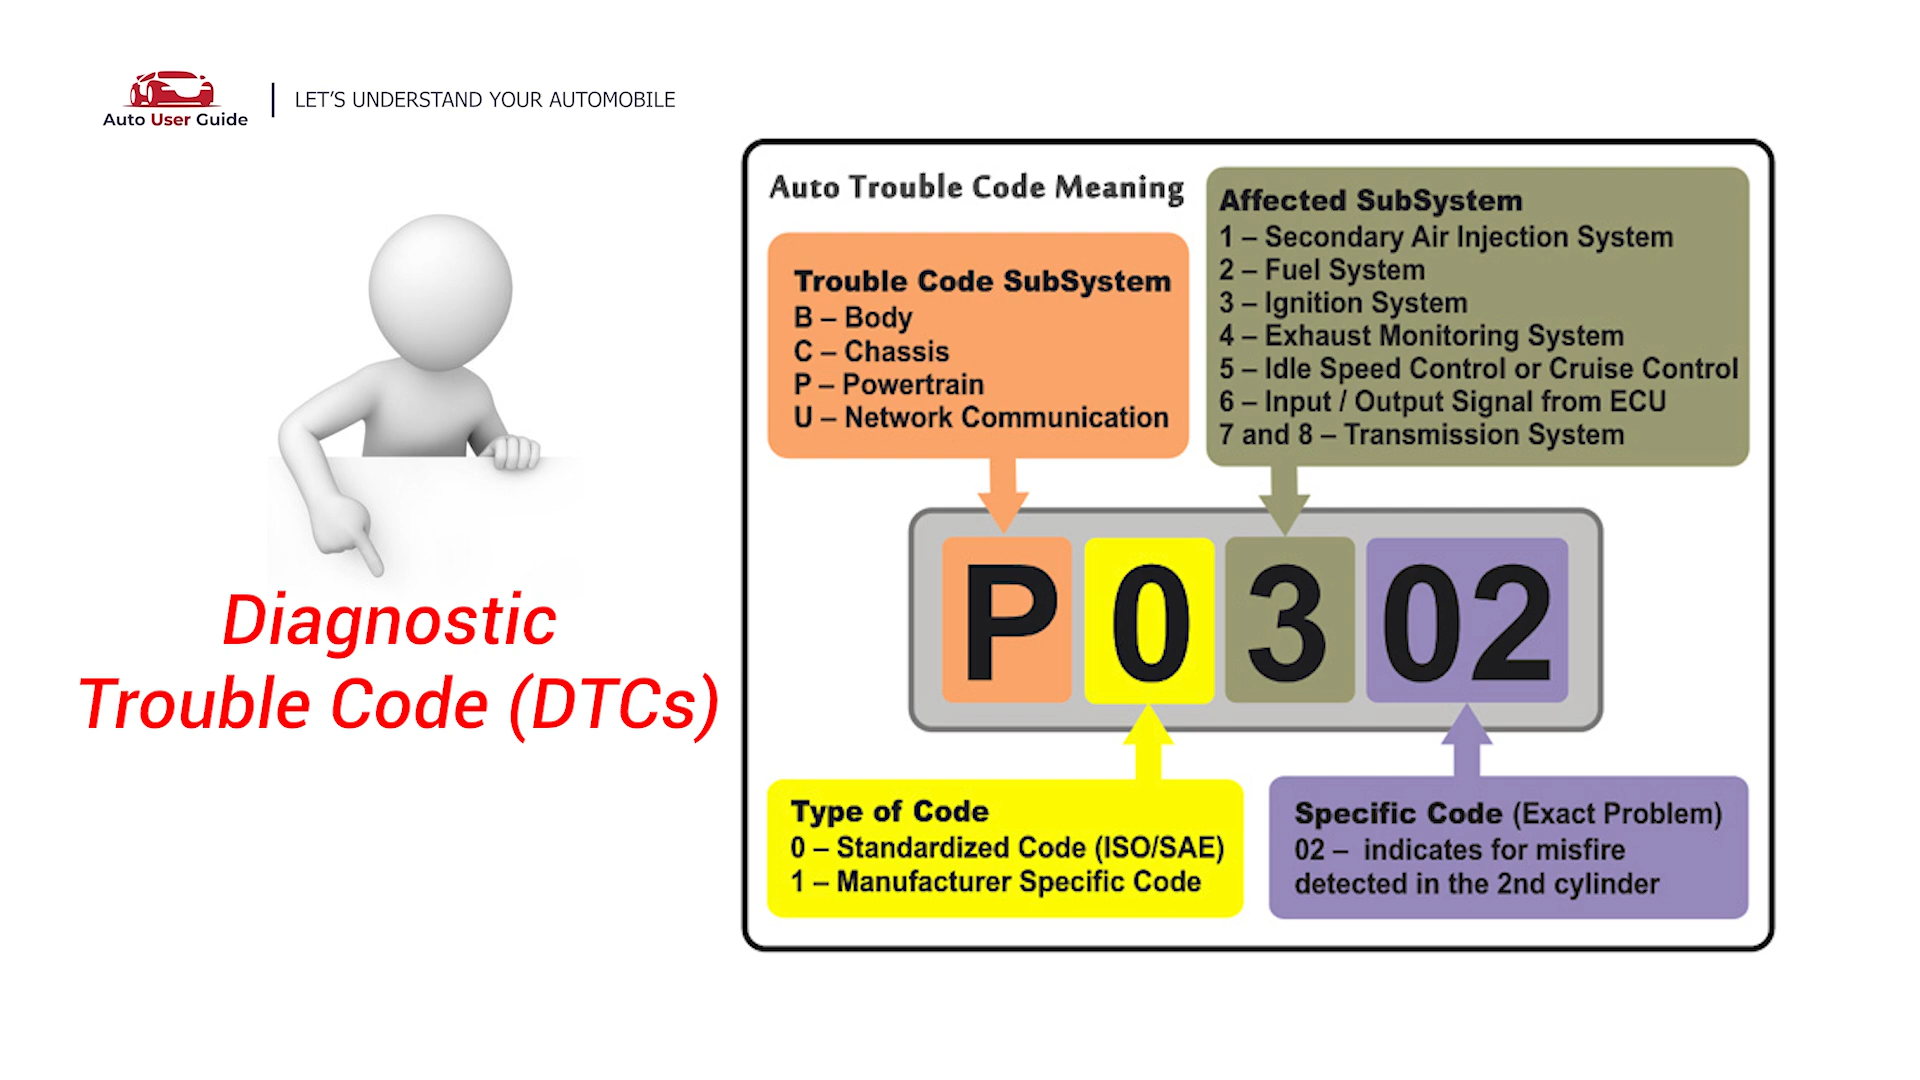 Auto User Guide
LET'S UNDERSTAND YOUR AUTOMOBILE
Diagnostic
Trouble Code (DTCs)
Auto Trouble Code Meaning
Trouble Code SubSystem
B – Body
C – Chassis
P – Powertrain
U – Network Communication
Affected SubSystem
1 – Secondary Air Injection System
2 – Fuel System
3 – Ignition System
4 – Exhaust Monitoring System
5 – Idle Speed Control or Cruise Control
6 – Input / Output Signal from ECU
7 and 8 – Transmission System
P 0 3 02
Type of Code
0 – Standardized Code (ISO/SAE)
1 – Manufacturer Specific Code
Specific Code (Exact Problem)
02 – indicates for misfire
detected in the 2nd cylinder